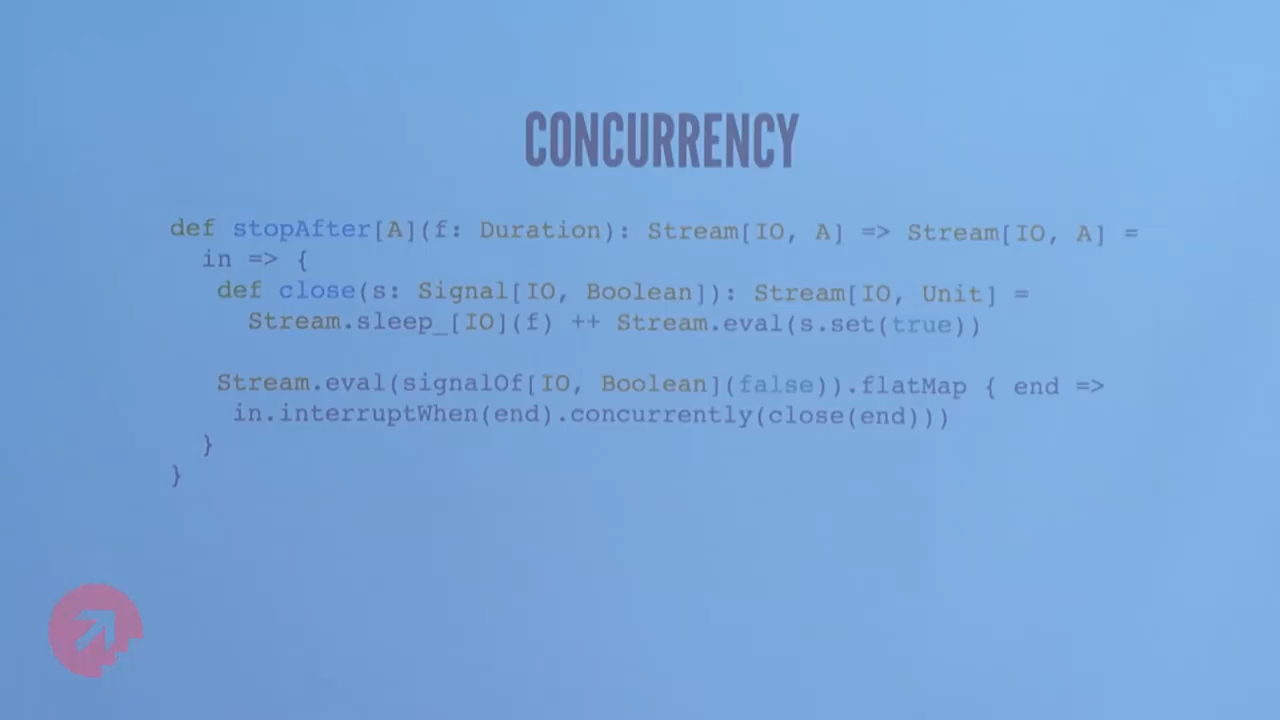 CONCURRENCY
def stopAfter[A](f: Duration): Stream[IO, A] => Stream[IO, A] =
  in => {
   def close(s: Signal[IO, Boolean]): Stream[IO, Unit] =
     Stream.sleep_[IO](f) ++ Stream.eval(s.set(true))
   Stream.eval(signalOf[IO, Boolean](false)).flatMap { end =>
    in.interruptWhen(end).concurrently(close(end)))
  }
}